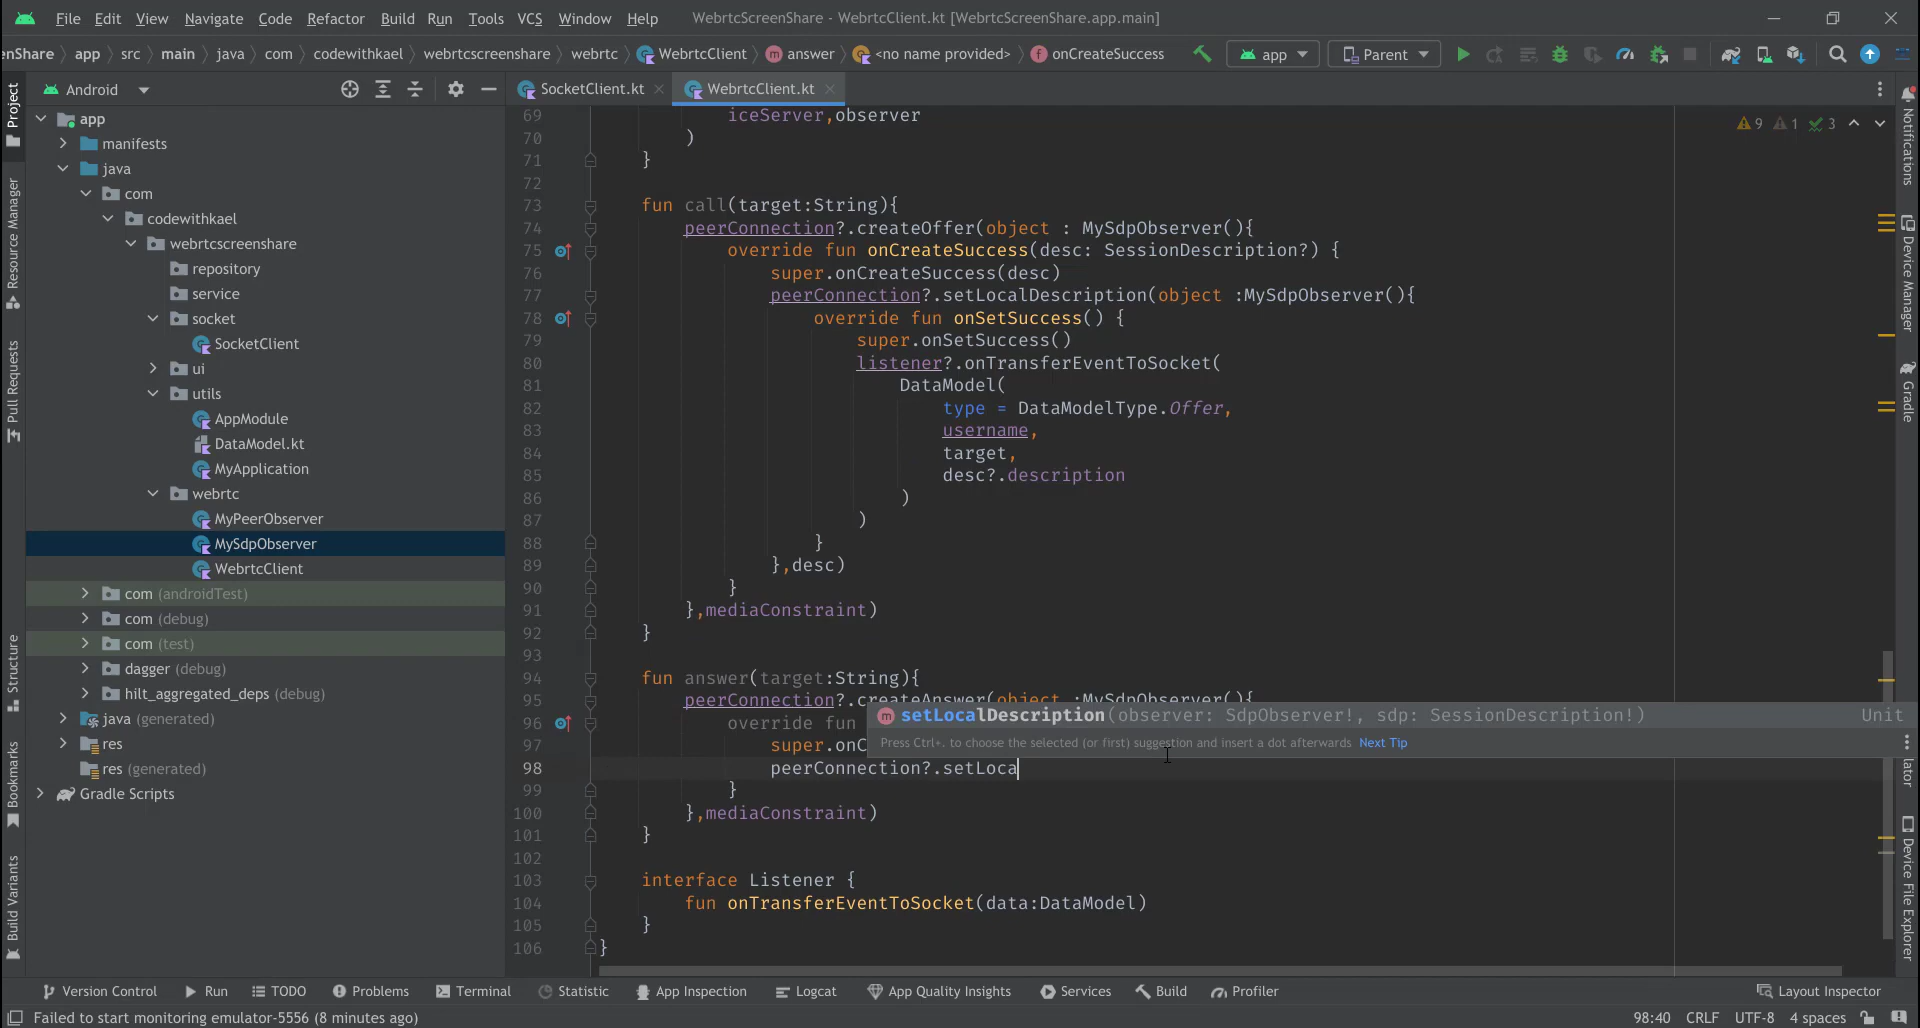 File Edit View Navigate Code Refactor Build Run Tools VCS Window Help WebrtcScreenShare - WebrtcClient.kt [WebrtcScreenShare.app.main]
enShare app src main java com codewithkael webrtcscreenshare webrtc WebrtcClient answer <no name provided> onCreateSuccess app Parent
Android SocketClient.kt WebrtcClient.kt
Project
Resource Manager
Pull Requests
Structure
Bookmarks
Build Variants
app
manifests
java
com
codewithkael
webrtcscreenshare
repository
service
socket
SocketClient
ui
utils
AppModule
DataModel.kt
MyApplication
webrtc
MyPeerObserver
MySdpObserver
WebrtcClient
com (androidTest)
com (debug)
com (test)
dagger (debug)
hilt_aggregated_deps (debug)
java (generated)
res
res (generated)
Gradle Scripts
9 1 3
69 iceServer,observer
70 )
71 }
72
73 fun call(target:String){
74 peerConnection?.createOffer(object : MySdpObserver(){
75 override fun onCreateSuccess(desc: SessionDescription?) {
76 super.onCreateSuccess(desc)
77 peerConnection?.setLocalDescription(object :MySdpObserver(){
78 override fun onSetSuccess() {
79 super.onSetSuccess()
80 listener?.onTransferEventToSocket(
81 DataModel(
82 type = DataModelType.Offer,
83 username,
84 target,
85 desc?.description
86 )
87 )
88 }
89 },desc)
90 }
91 },mediaConstraint)
92 }
93
94 fun answer(target:String){
95 peerConnection?.createAnswer(object :MySdpObserver(){
96 override fun
97 super.onC
98 peerConnection?.setLoca
99 }
100 },mediaConstraint)
101 }
102
103 interface Listener {
104 fun onTransferEventToSocket(data:DataModel)
105 }
106 }
setLocalDescription(observer: SdpObserver!, sdp: SessionDescription!) Unit
Press Ctrl+. to choose the selected (or first) suggestion and insert a dot afterwards Next Tip
Notifications
Device Manager
Gradle
lator
Device File Explorer
Version Control Run TODO Problems Terminal Statistic App Inspection Logcat App Quality Insights Services Build Profiler Layout Inspector
Failed to start monitoring emulator-5556 (8 minutes ago) 98:40 CRLF UTF-8 4 spaces